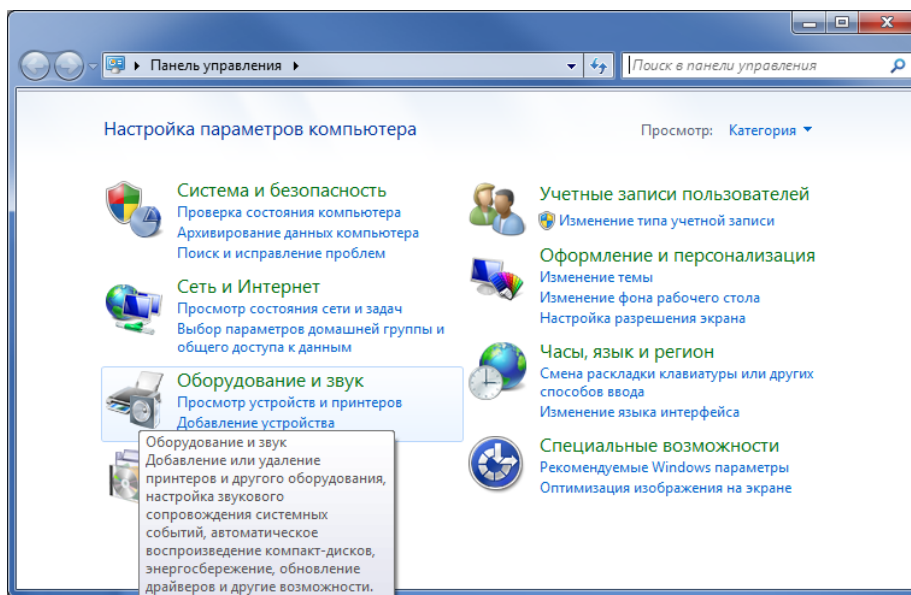 Панель управления
Поиск в панели управления
Настройка параметров компьютера
Просмотр: Категория
Система и безопасность
Проверка состояния компьютера
Архивирование данных компьютера
Поиск и исправление проблем
Сеть и Интернет
Просмотр состояния сети и задач
Выбор параметров домашней группы и
общего доступа к данным
Оборудование и звук
Просмотр устройств и принтеров
Добавление устройства
Оборудование и звук
Добавление или удаление
принтеров и другого оборудования,
настройка звукового
сопровождения системных
событий, автоматическое
воспроизведение компакт-дисков,
энергосбережение, обновление
драйверов и другие возможности.
Учетные записи пользователей
Изменение типа учетной записи
Оформление и персонализация
Изменение темы
Изменение фона рабочего стола
Настройка разрешения экрана
Часы, язык и регион
Смена раскладки клавиатуры или других
способов ввода
Изменение языка интерфейса
Специальные возможности
Рекомендуемые Windows параметры
Оптимизация изображения на экране